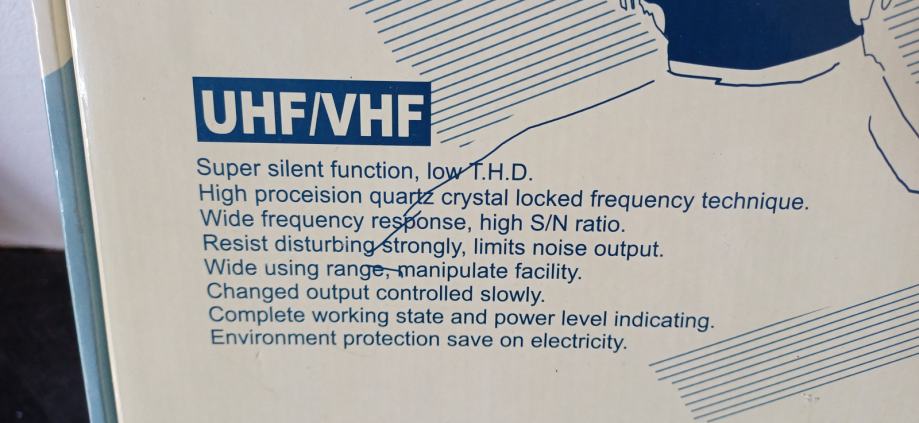 UHF/VHF
Super silent function, low T.H.D.
High proceision quartz crystal locked frequency technique.
Wide frequency response, high S/N ratio.
Resist disturbing strongly, limits noise output.
Wide using range, manipulate facility.
Changed output controlled slowly.
Complete working state and power level indicating.
Environment protection save on electricity.